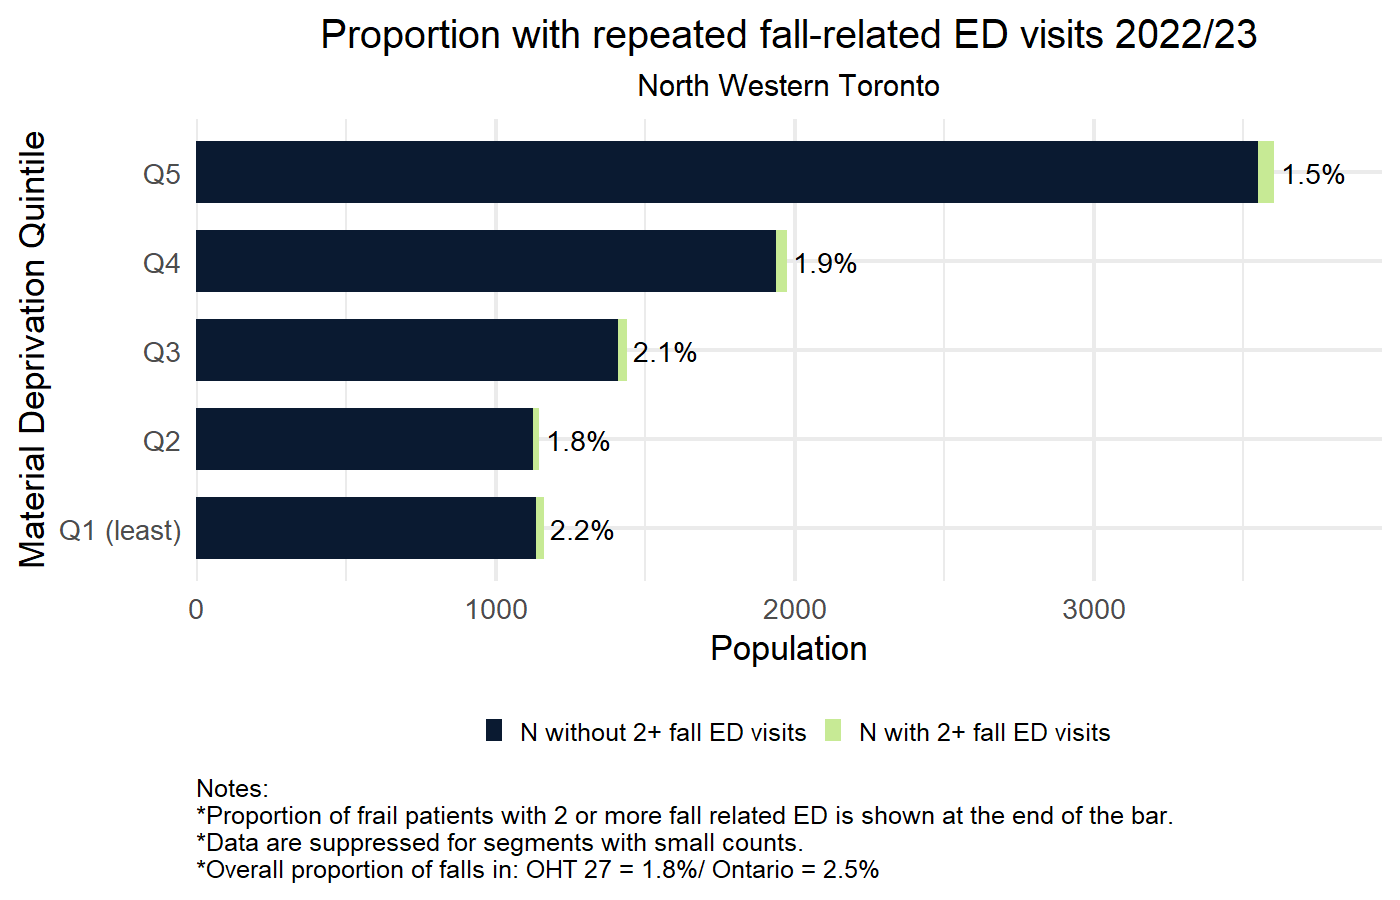 Proportion with repeated fall-related ED visits 2022/23
North Western Toronto
Material Deprivation Quintile
Q5
1.5%
Q4
1.9%
Q3
2.1%
Q2
1.8%
Q1 (least)
2.2%
0 1000 2000 3000
Population
N without 2+ fall ED visits N with 2+ fall ED visits
Notes:
*Proportion of frail patients with 2 or more fall related ED is shown at the end of the bar.
*Data are suppressed for segments with small counts.
*Overall proportion of falls in: OHT 27 = 1.8%/ Ontario = 2.5%